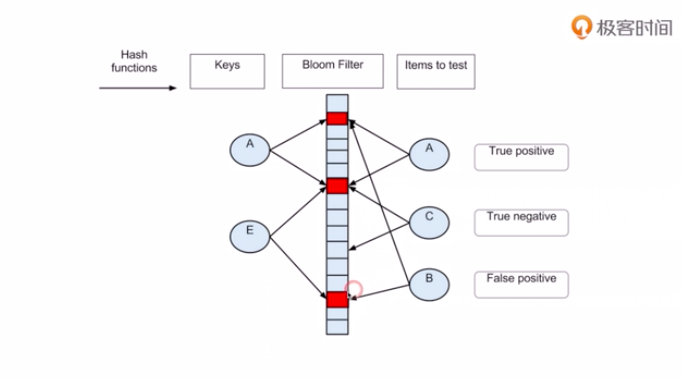 极客时间
Hash
functions
Keys
Bloom Filter
Items to test
A
A
True positive
E
C
True negative
B
False positive